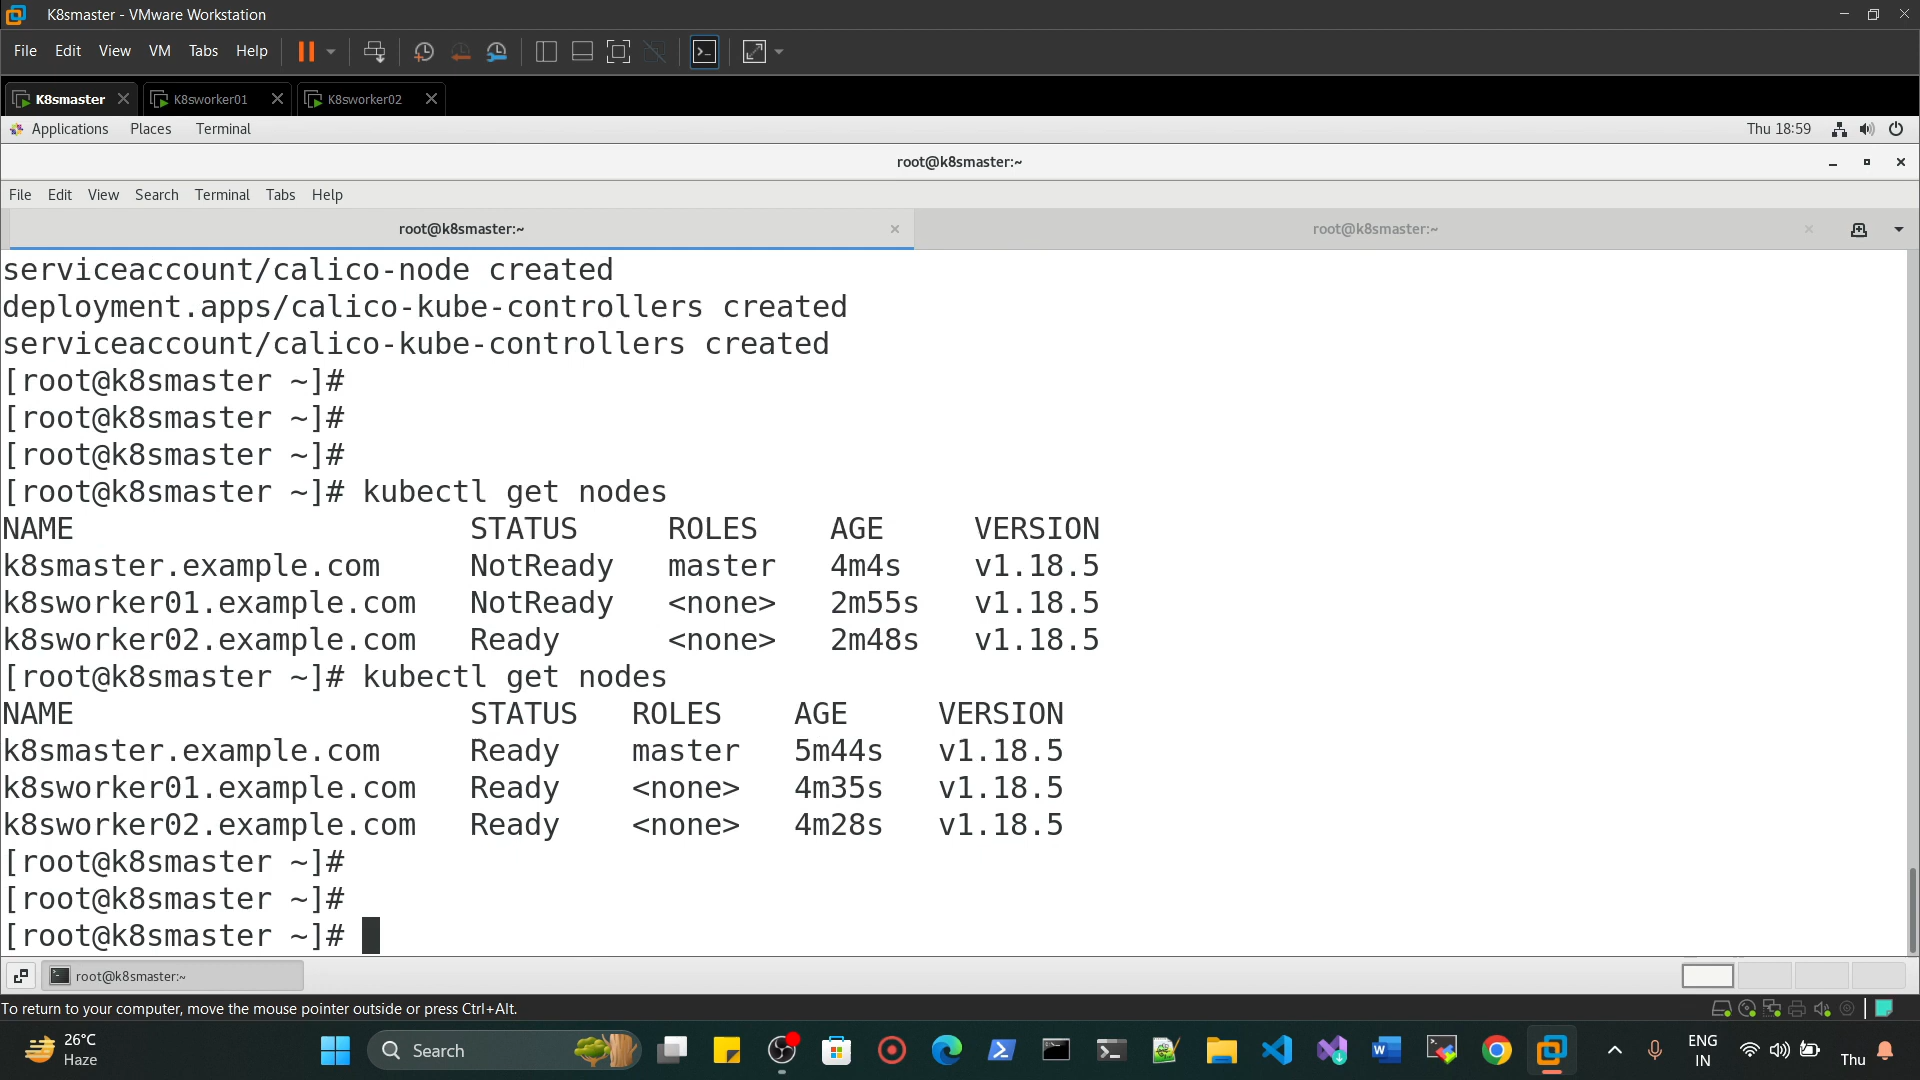 K8smaster - VMware Workstation
File Edit View VM Tabs Help
K8smaster K8sworker01 K8sworker02
Applications Places Terminal Thu 18:59
root@k8smaster:~
File Edit View Search Terminal Tabs Help
root@k8smaster:~ root@k8smaster:~
serviceaccount/calico-node created
deployment.apps/calico-kube-controllers created
serviceaccount/calico-kube-controllers created
[root@k8smaster ~]#
[root@k8smaster ~]#
[root@k8smaster ~]#
[root@k8smaster ~]# kubectl get nodes
NAME STATUS ROLES AGE VERSION
k8smaster.example.com NotReady master 4m4s v1.18.5
k8sworker01.example.com NotReady <none> 2m55s v1.18.5
k8sworker02.example.com Ready <none> 2m48s v1.18.5
[root@k8smaster ~]# kubectl get nodes
NAME STATUS ROLES AGE VERSION
k8smaster.example.com Ready master 5m44s v1.18.5
k8sworker01.example.com Ready <none> 4m35s v1.18.5
k8sworker02.example.com Ready <none> 4m28s v1.18.5
[root@k8smaster ~]#
[root@k8smaster ~]#
[root@k8smaster ~]#
root@k8smaster:~
To return to your computer, move the mouse pointer outside or press Ctrl+Alt.
26°C
Haze
Search
ENG
IN
Thu